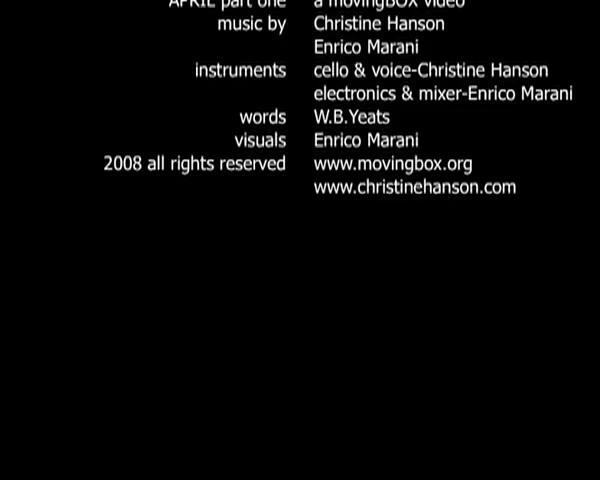 APRIL part one a movingBOX video
music by Christine Hanson
Enrico Marani
instruments cello & voice-Christine Hanson
electronics & mixer-Enrico Marani
words W.B.Yeats
visuals Enrico Marani
2008 all rights reserved www.movingbox.org
www.christinehanson.com